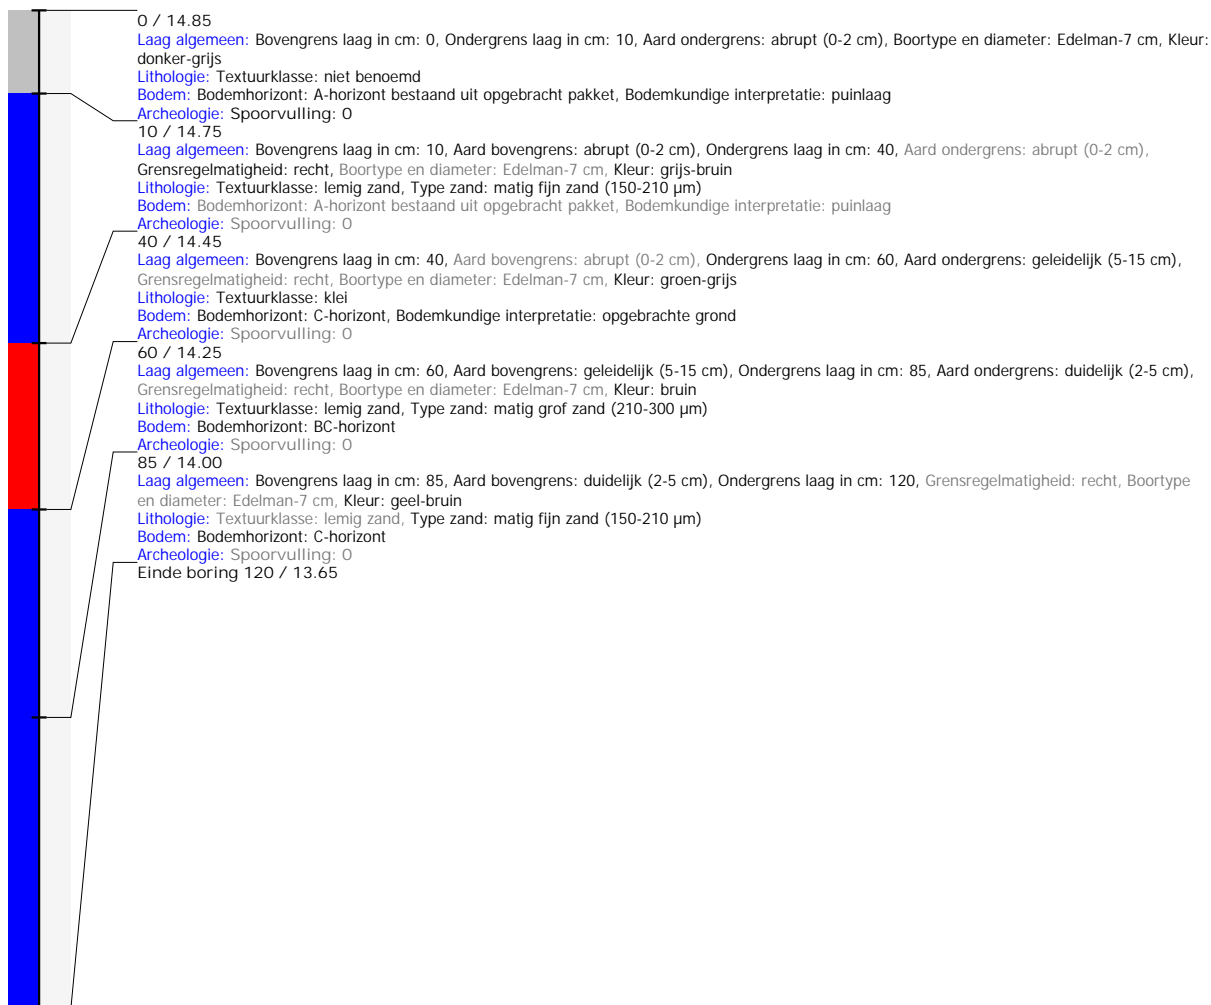 0 / 14.85
Laag algemeen: Bovengrens laag in cm: 0, Ondergrens laag in cm: 10, Aard ondergrens: abrupt (0-2 cm), Boortype en diameter: Edelman-7 cm, Kleur:
donker-grijs
Lithologie: Textuurklasse: niet benoemd
Bodem: Bodemhorizont: A-horizont bestaand uit opgebracht pakket, Bodemkundige interpretatie: puinlaag
Archeologie: Spoorvulling: 0
10 / 14.75
Laag algemeen: Bovengrens laag in cm: 10, Aard bovengrens: abrupt (0-2 cm), Ondergrens laag in cm: 40, Aard ondergrens: abrupt (0-2 cm),
Grensregelmatigheid: recht, Boortype en diameter: Edelman-7 cm, Kleur: grijs-bruin
Lithologie: Textuurklasse: lemig zand, Type zand: matig fijn zand (150-210 µm)
Bodem: Bodemhorizont: A-horizont bestaand uit opgebracht pakket, Bodemkundige interpretatie: puinlaag
Archeologie: Spoorvulling: 0
40 / 14.45
Laag algemeen: Bovengrens laag in cm: 40, Aard bovengrens: abrupt (0-2 cm), Ondergrens laag in cm: 60, Aard ondergrens: geleidelijk (5-15 cm),
Grensregelmatigheid: recht, Boortype en diameter: Edelman-7 cm, Kleur: groen-grijs
Lithologie: Textuurklasse: klei
Bodem: Bodemhorizont: C-horizont, Bodemkundige interpretatie: opgebrachte grond
Archeologie: Spoorvulling: 0
60 / 14.25
Laag algemeen: Bovengrens laag in cm: 60, Aard bovengrens: geleidelijk (5-15 cm), Ondergrens laag in cm: 85, Aard ondergrens: duidelijk (2-5 cm),
Grensregelmatigheid: recht, Boortype en diameter: Edelman-7 cm, Kleur: bruin
Lithologie: Textuurklasse: lemig zand, Type zand: matig grof zand (210-300 µm)
Bodem: Bodemhorizont: BC-horizont
Archeologie: Spoorvulling: 0
85 / 14.00
Laag algemeen: Bovengrens laag in cm: 85, Aard bovengrens: duidelijk (2-5 cm), Ondergrens laag in cm: 120, Grensregelmatigheid: recht, Boortype
en diameter: Edelman-7 cm, Kleur: geel-bruin
Lithologie: Textuurklasse: lemig zand, Type zand: matig fijn zand (150-210 µm)
Bodem: Bodemhorizont: C-horizont
Archeologie: Spoorvulling: 0
Einde boring 120 / 13.65